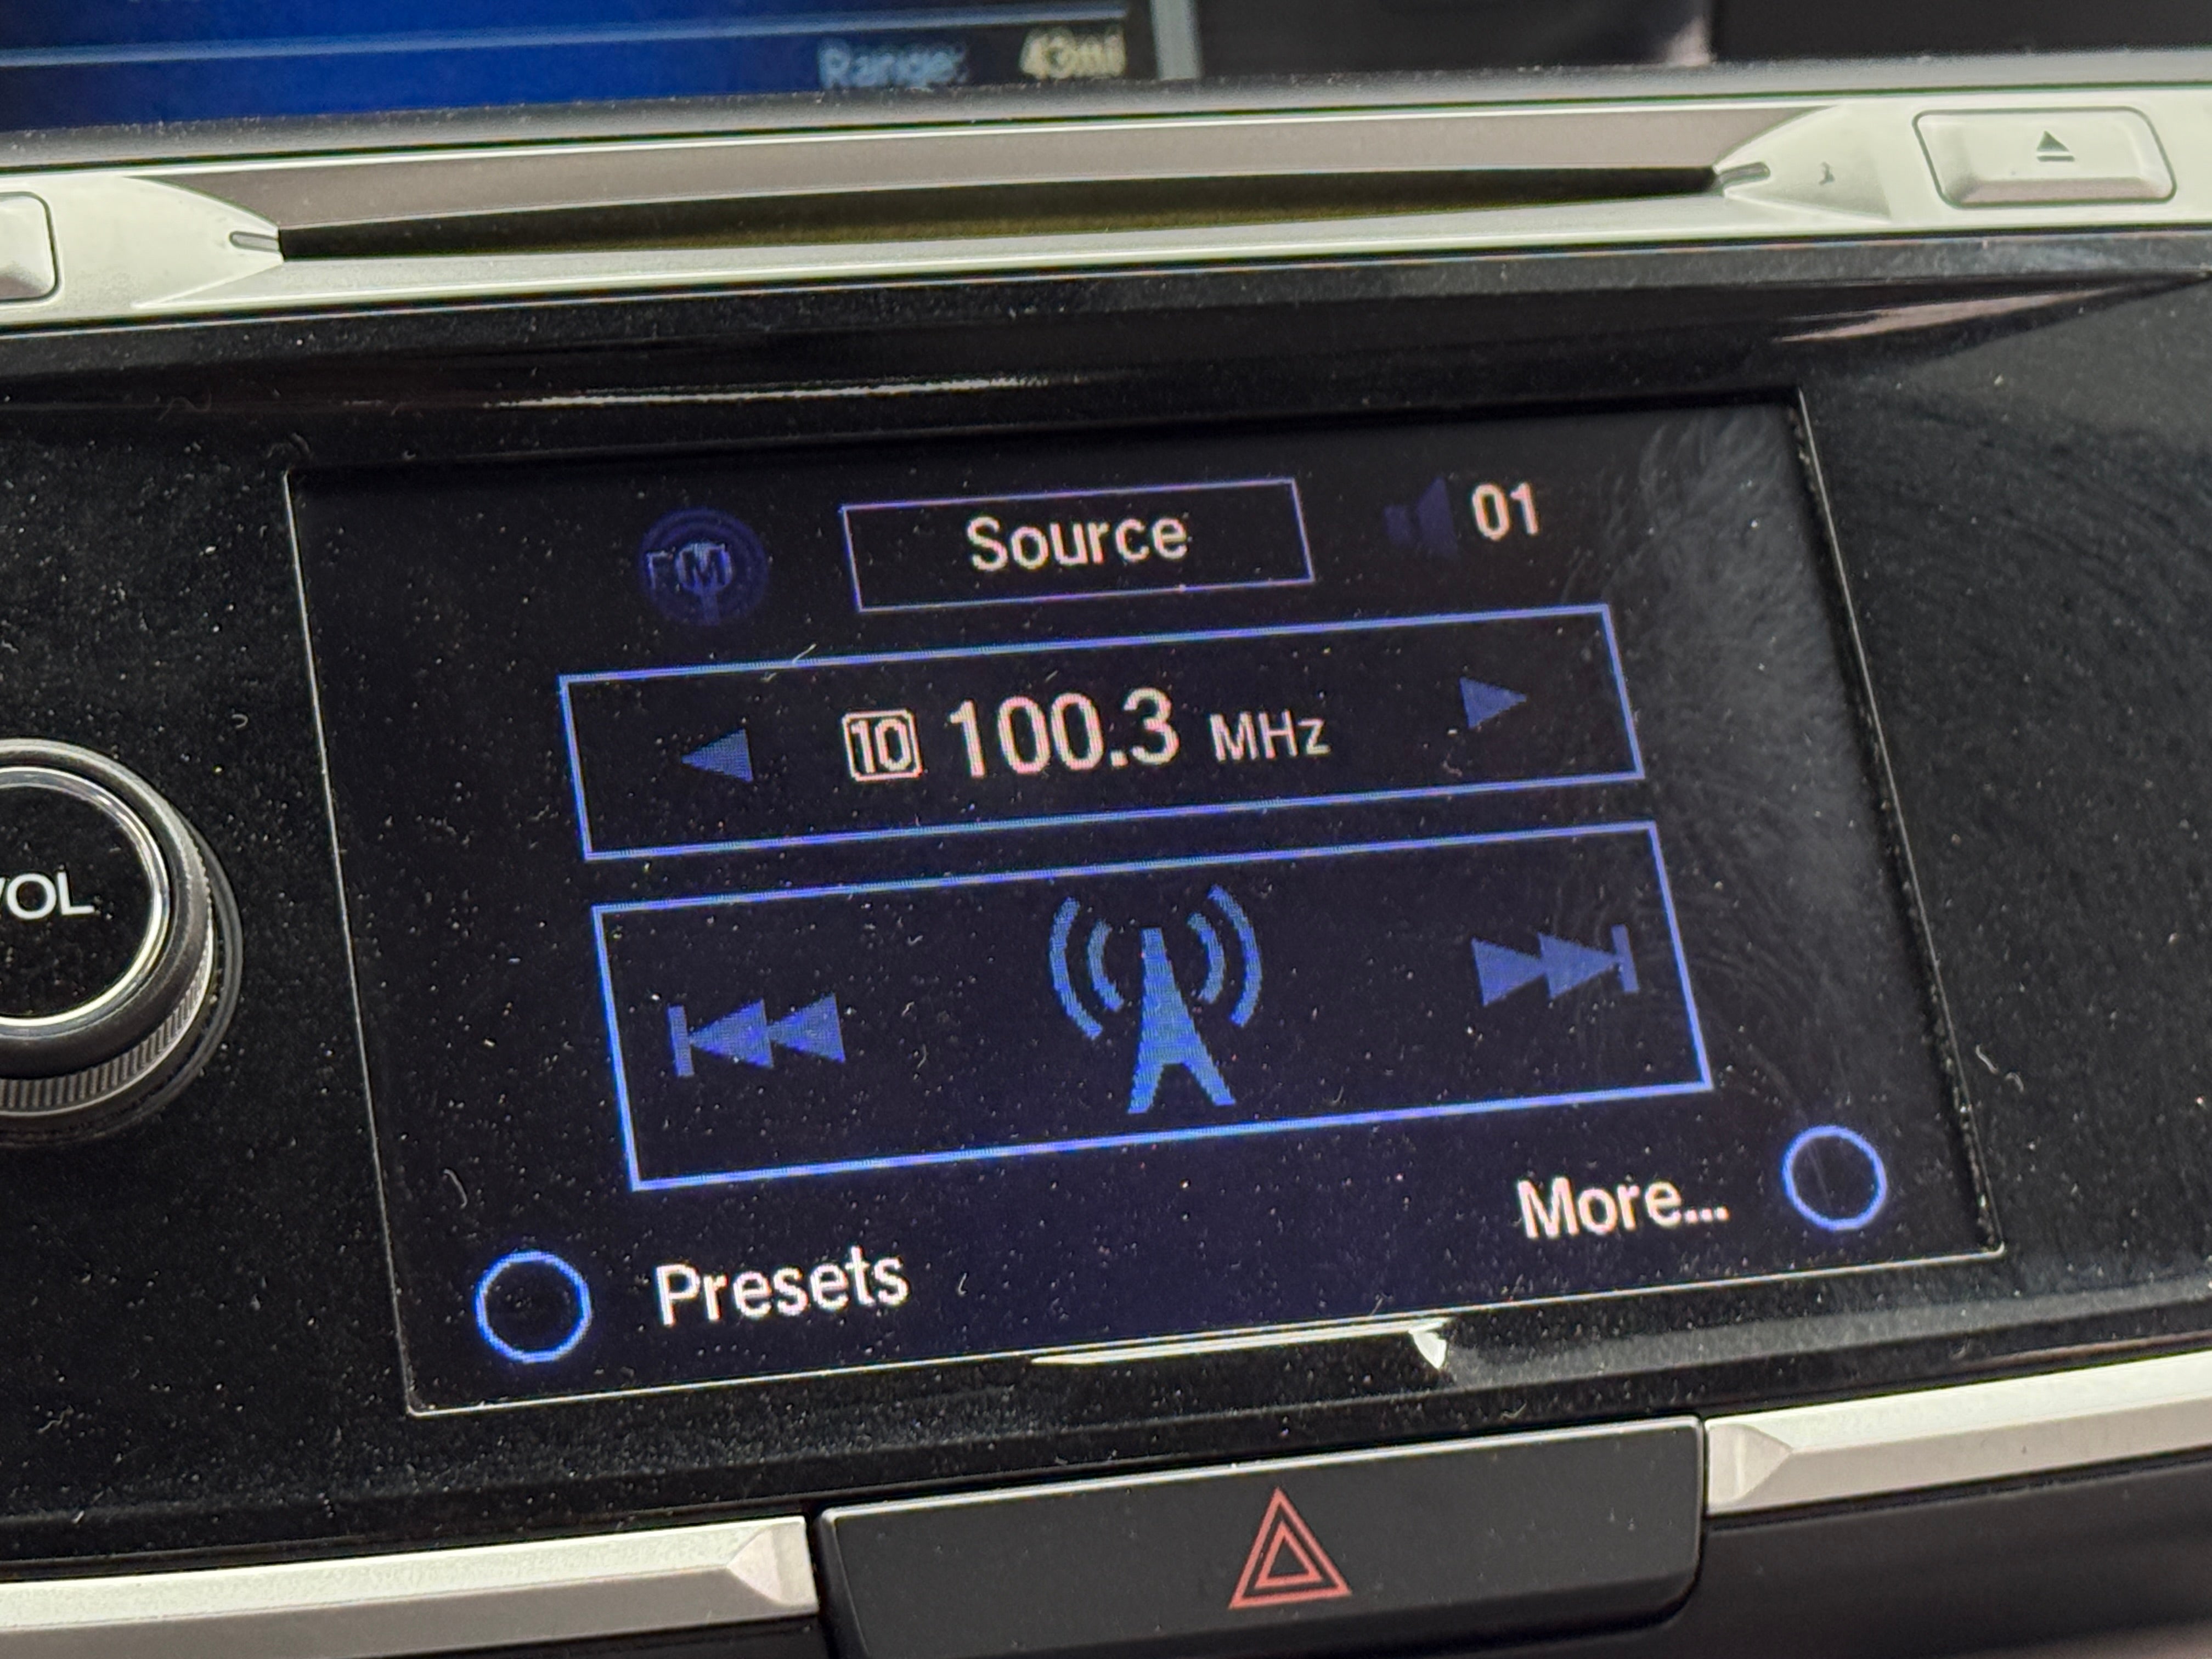 Range: 43mi
FM
Source
01
10 100.3 MHz
VOL
More...
Presets